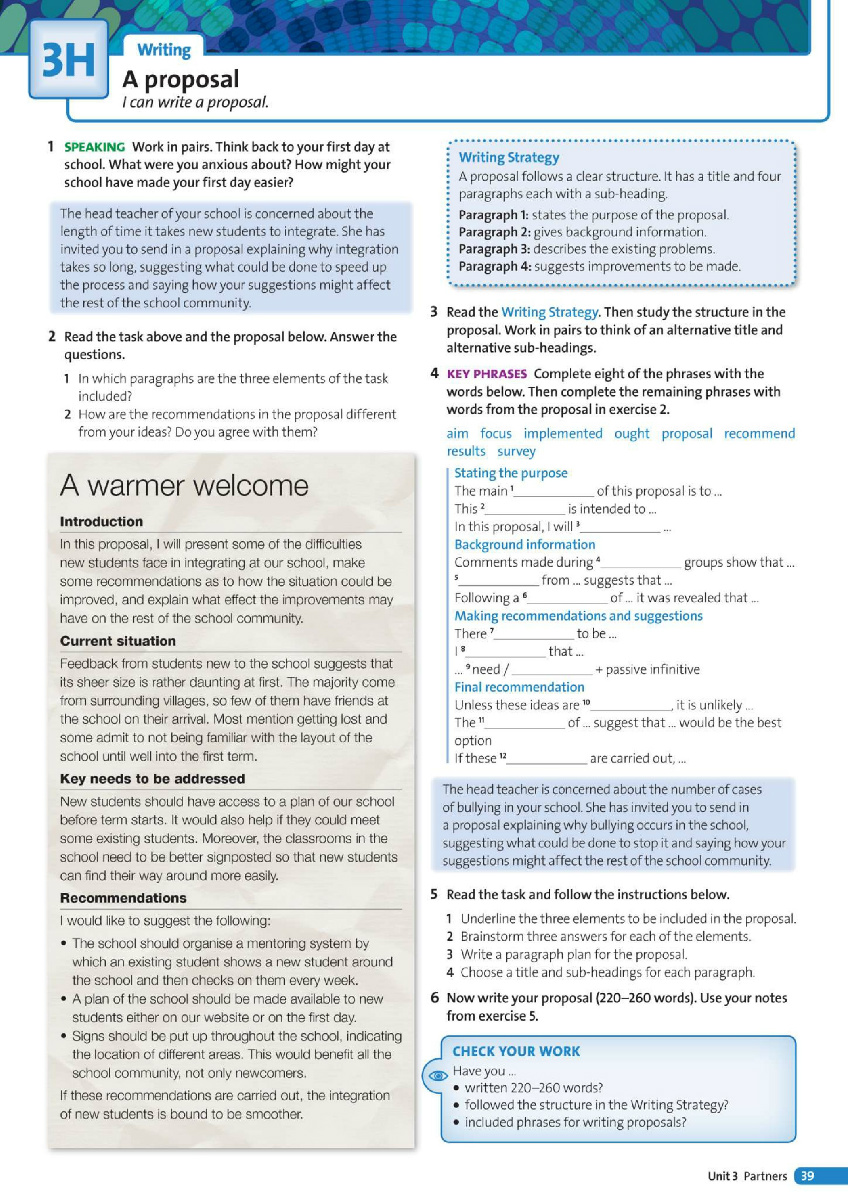 3H
Writing
A proposal
I can write a proposal.
1 SPEAKING Work in pairs. Think back to your first day at
school. What were you anxious about? How might your
school have made your first day easier?
The head teacher of your school is concerned about the
length of time it takes new students to integrate. She has
invited you to send in a proposal explaining why integration
takes so long, suggesting what could be done to speed up
the process and saying how your suggestions might affect
the rest of the school community.
2 Read the task above and the proposal below. Answer the
questions.
1 In which paragraphs are the three elements of the task
included?
2 How are the recommendations in the proposal different
from your ideas? Do you agree with them?
A warmer welcome
Introduction
In this proposal, I will present some of the difficulties
new students face in integrating at our school, make
some recommendations as to how the situation could be
improved, and explain what effect the improvements may
have on the rest of the school community.
Current situation
Feedback from students new to the school suggests that
its sheer size is rather daunting at first. The majority come
from surrounding villages, so few of them have friends at
the school on their arrival. Most mention getting lost and
some admit to not being familiar with the layout of the
school until well into the first term.
Key needs to be addressed
New students should have access to a plan of our school
before term starts. It would also help if they could meet
some existing students. Moreover, the classrooms in the
school need to be better signposted so that new students
can find their way around more easily.
Recommendations
I would like to suggest the following:
• The school should organise a mentoring system by
which an existing student shows a new student around
the school and then checks on them every week.
• A plan of the school should be made available to new
students either on our website or on the first day.
• Signs should be put up throughout the school, indicating
the location of different areas. This would benefit all the
school community, not only newcomers.
If these recommendations are carried out, the integration
of new students is bound to be smoother.
Writing Strategy
A proposal follows a clear structure. It has a title and four
paragraphs each with a sub-heading.
Paragraph 1: states the purpose of the proposal.
Paragraph 2: gives background information.
Paragraph 3: describes the existing problems.
Paragraph 4: suggests improvements to be made.
3 Read the Writing Strategy. Then study the structure in the
proposal. Work in pairs to think of an alternative title and
alternative sub-headings.
4 KEY PHRASES Complete eight of the phrases with the
words below. Then complete the remaining phrases with
words from the proposal in exercise 2.
aim focus implemented ought proposal recommend
results survey
Stating the purpose
The main 1____________ of this proposal is to ...
This 2____________ is intended to ...
In this proposal, I will 3____________ ...
Background information
Comments made during 4____________ groups show that ...
5____________ from ... suggests that ...
Following a 6____________ of ... it was revealed that ...
Making recommendations and suggestions
There 7____________ to be ...
I 8____________ that ...
... 9 need / ____________ + passive infinitive
Final recommendation
Unless these ideas are 10____________, it is unlikely ...
The 11____________ of ... suggest that ... would be the best
option
If these 12____________ are carried out, ...
The head teacher is concerned about the number of cases
of bullying in your school. She has invited you to send in
a proposal explaining why bullying occurs in the school,
suggesting what could be done to stop it and saying how your
suggestions might affect the rest of the school community.
5 Read the task and follow the instructions below.
1 Underline the three elements to be included in the proposal.
2 Brainstorm three answers for each of the elements.
3 Write a paragraph plan for the proposal.
4 Choose a title and sub-headings for each paragraph.
6 Now write your proposal (220–260 words). Use your notes
from exercise 5.
CHECK YOUR WORK
Have you ...
• written 220–260 words?
• followed the structure in the Writing Strategy?
• included phrases for writing proposals?
Unit 3 Partners 39